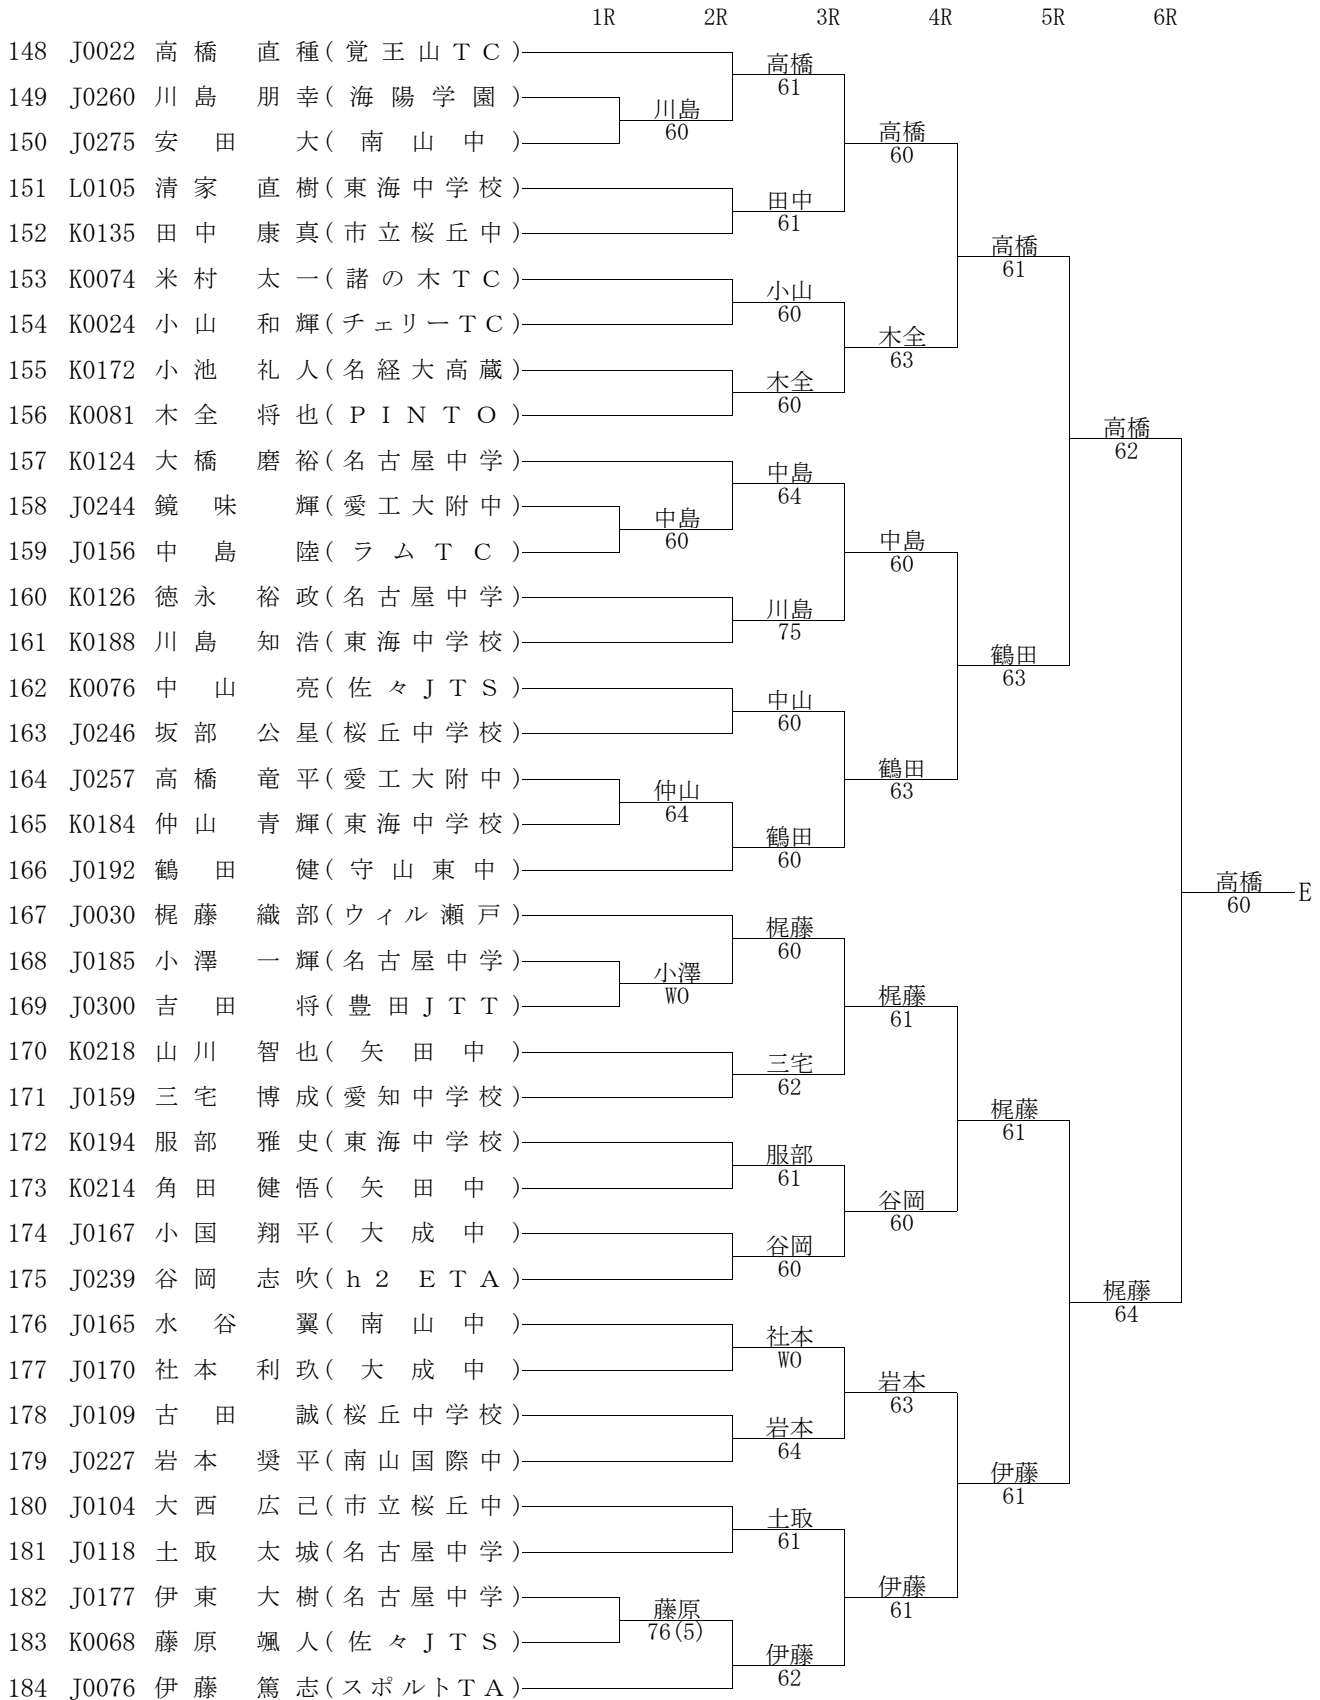 1R 2R 3R 4R 5R 6R
148 J0022 高橋 直種(覚王山TC)
高橋
61
149 J0260 川島 朋幸(海陽学園)
川島
60
高橋
60
150 J0275 安田 大(南山中)
151 L0105 清家 直樹(東海中学校)
田中
61
152 K0135 田中 康真(市立桜丘中)
高橋
61
153 K0074 米村 太一(諸の木TC)
小山
60
154 K0024 小山 和輝(チェリーTC)
木全
63
155 K0172 小池 礼人(名経大高蔵)
木全
60
156 K0081 木全 将也(PINTO)
高橋
62
157 K0124 大橋 磨裕(名古屋中学)
中島
64
158 J0244 鏡味 輝(愛工大附中)
中島
60
中島
60
159 J0156 中島 陸(ラムTC)
160 K0126 徳永 裕政(名古屋中学)
川島
75
161 K0188 川島 知浩(東海中学校)
鶴田
63
162 K0076 中山 亮(佐々JTS)
中山
60
163 J0246 坂部 公星(桜丘中学校)
鶴田
63
164 J0257 高橋 竜平(愛工大附中)
仲山
64
165 K0184 仲山 青輝(東海中学校)
鶴田
60
166 J0192 鶴田 健(守山東中)
高橋
60
E
167 J0030 梶藤 織部(ウィル瀬戸)
梶藤
60
168 J0185 小澤 一輝(名古屋中学)
小澤
WO
169 J0300 吉田 将(豊田JTT)
梶藤
61
170 K0218 山川 智也(矢田中)
三宅
62
171 J0159 三宅 博成(愛知中学校)
梶藤
61
172 K0194 服部 雅史(東海中学校)
服部
61
173 K0214 角田 健悟(矢田中)
谷岡
60
174 J0167 小国 翔平(大成中)
谷岡
60
175 J0239 谷岡 志吹(h2 ETA)
梶藤
64
176 J0165 水谷 翼(南山中)
社本
WO
177 J0170 社本 利玖(大成中)
岩本
63
178 J0109 古田 誠(桜丘中学校)
岩本
64
179 J0227 岩本 奨平(南山国際中)
伊藤
61
180 J0104 大西 広己(市立桜丘中)
土取
61
181 J0118 土取 太城(名古屋中学)
伊藤
61
182 J0177 伊東 大樹(名古屋中学)
藤原
76(5)
183 K0068 藤原 颯人(佐々JTS)
伊藤
62
184 J0076 伊藤 篤志(スポルトTA)